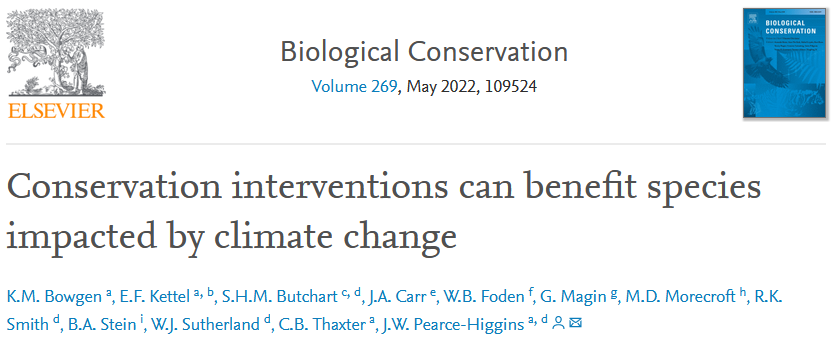 Biological Conservation
Volume 269, May 2022, 109524
ELSEVIER
BIOLOGICAL
CONSERVATION
Conservation interventions can benefit species
impacted by climate change
K.M. Bowgen a, E.F. Kettel a, b, S.H.M. Butchart c, d, J.A. Carr e, W.B. Foden f, G. Magin g, M.D. Morecroft h, R.K.
Smith d, B.A. Stein i, W.J. Sutherland d, C.B. Thaxter a, J.W. Pearce-Higgins a, d